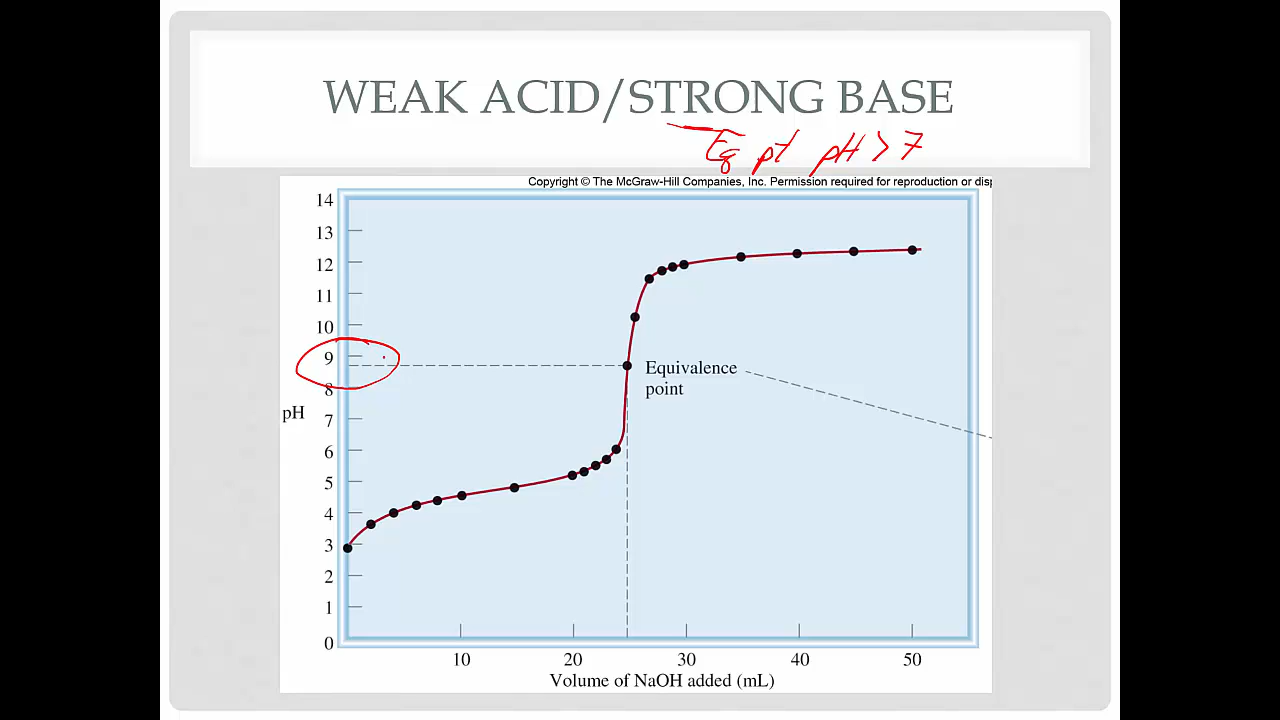 WEAK ACID/STRONG BASE
Eq pt pH > 7
Copyright © The McGraw-Hill Companies, Inc. Permission required for reproduction or disp
14
13
12
11
10
9
8
7
6
5
4
3
2
1
0
pH
Equivalence
point
10 20 30 40 50
Volume of NaOH added (mL)